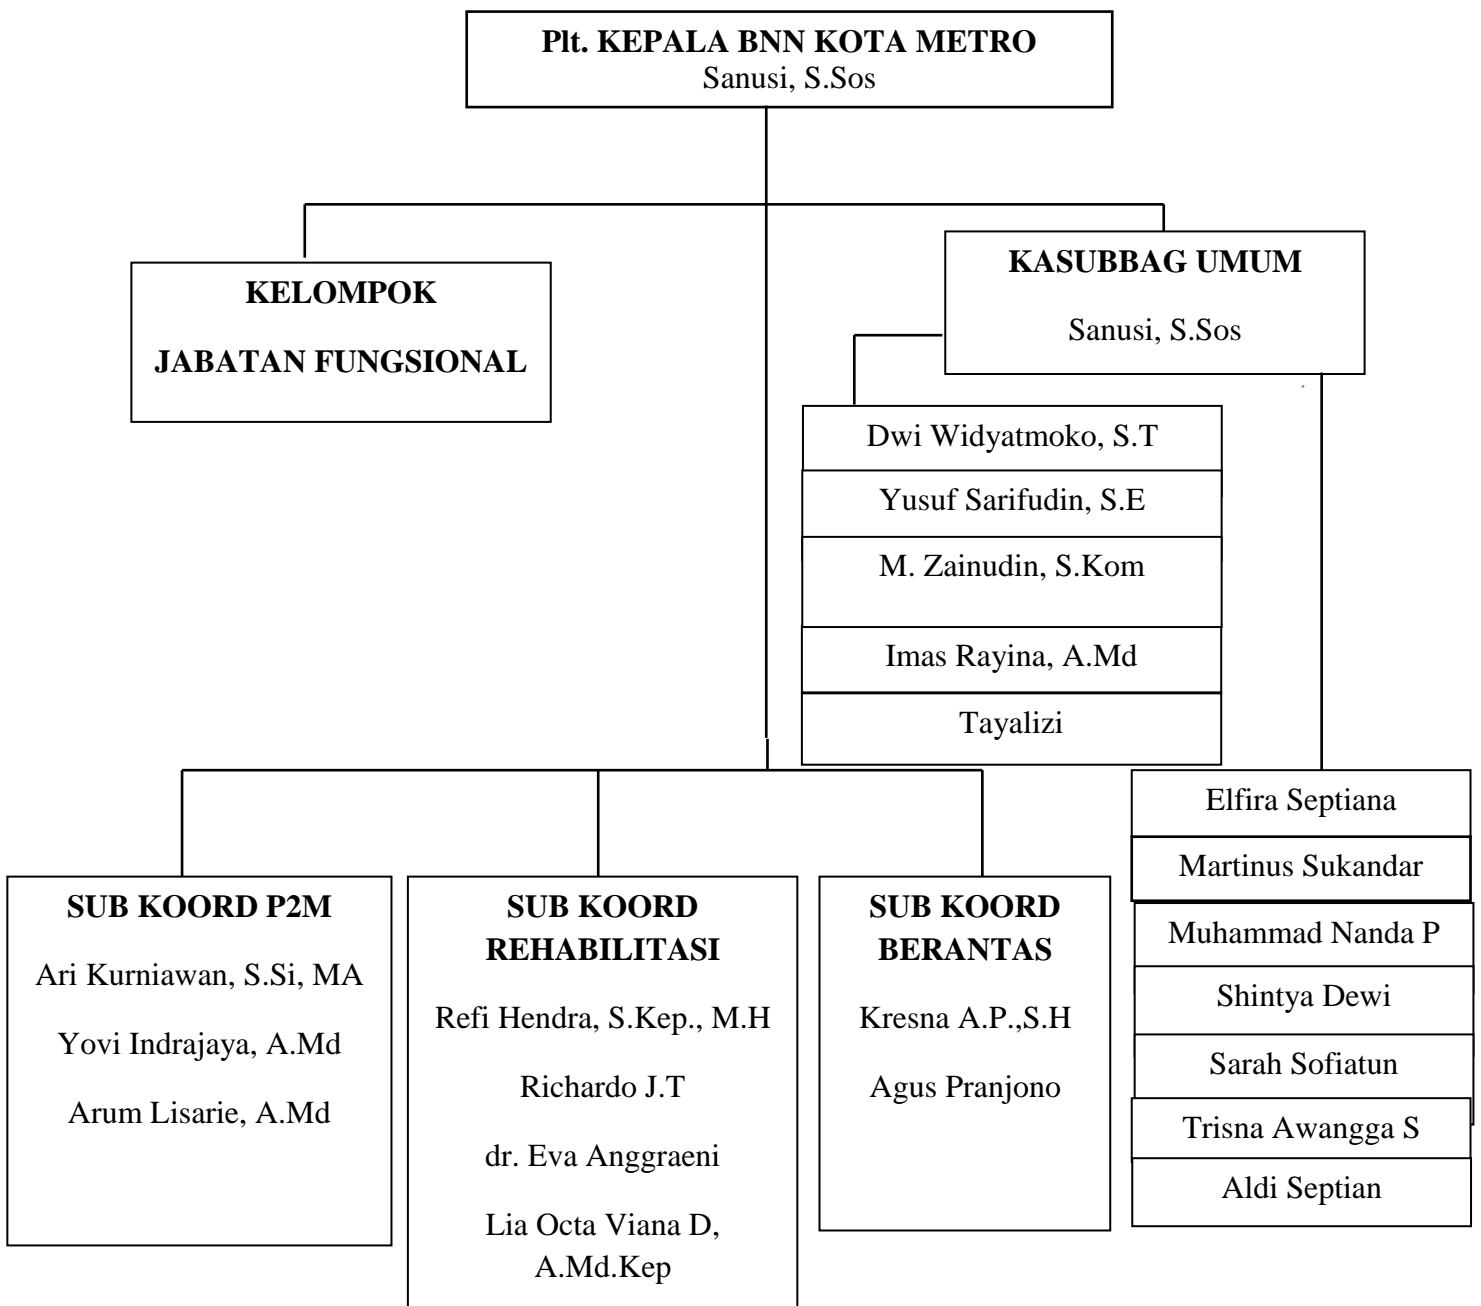 Plt. KEPALA BNN KOTA METRO
Sanusi, S.Sos
KELOMPOK
JABATAN FUNGSIONAL
KASUBBAG UMUM
Sanusi, S.Sos
Dwi Widyatmoko, S.T
Yusuf Sarifudin, S.E
M. Zainudin, S.Kom
Imas Rayina, A.Md
Tayalizi
Elfira Septiana
Martinus Sukandar
Muhammad Nanda P
Shintya Dewi
Sarah Sofiatun
Trisna Awangga S
Aldi Septian
SUB KOORD P2M
Ari Kurniawan, S.Si, MA
Yovi Indrajaya, A.Md
Arum Lisarie, A.Md
SUB KOORD
REHABILITASI
Refi Hendra, S.Kep., M.H
Richardo J.T
dr. Eva Anggraeni
Lia Octa Viana D,
A.Md.Kep
SUB KOORD
BERANTAS
Kresna A.P.,S.H
Agus Pranjono